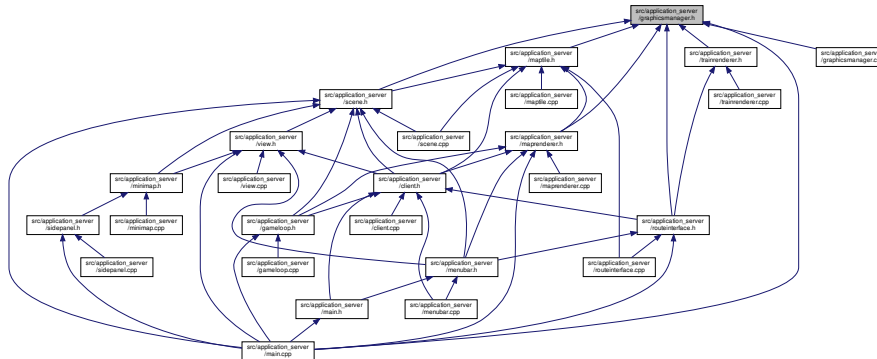 src/application_server
/graphicsmanager.h
src/application_server
/maptile.h
src/application_server
/trainrenderer.h
src/application_serv
/graphicsmanager.c
src/application_server
/scene.h
src/application_server
/maptile.cpp
src/application_server
/trainrenderer.cpp
src/application_server
/view.h
src/application_server
/scene.cpp
src/application_server
/maprenderer.h
src/application_server
/minimap.h
src/application_server
/view.cpp
src/application_server
/client.h
src/application_server
/maprenderer.cpp
src/application_server
/sidepanel.h
src/application_server
/minimap.cpp
src/application_server
/gameloop.h
src/application_server
/client.cpp
src/application_server
/routeinterface.h
src/application_server
/sidepanel.cpp
src/application_server
/gameloop.cpp
src/application_server
/menubar.h
src/application_server
/routeinterface.cpp
src/application_server
/main.h
src/application_server
/menubar.cpp
src/application_server
/main.cpp